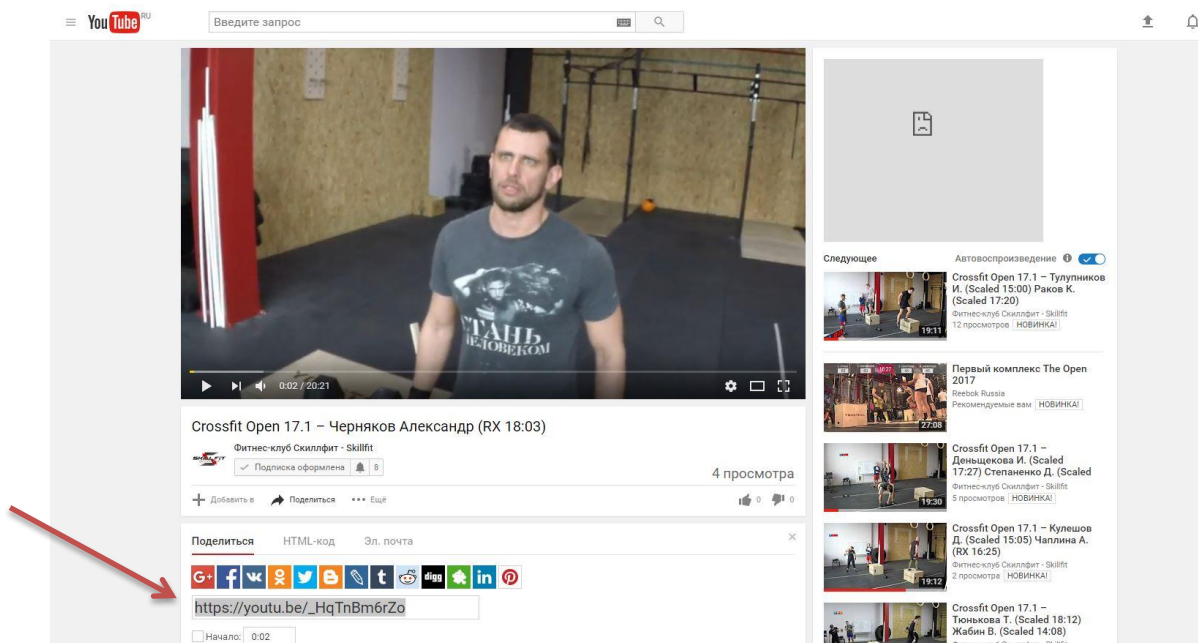 YouTube RU
Введите запрос
СТАНЬ
ЧЕЛОВЕКОМ
0:02 / 20:21
Crossfit Open 17.1 – Черняков Александр (RX 18:03)
SKILLFIT
Фитнес-клуб Скиллфит - Skillfit
Подписка оформлена 8
4 просмотра
Добавить в Поделиться ••• Ещё
0 0
Поделиться HTML-код Эл. почта
G+ f digg in
https://youtu.be/_HqTnBm6rZo
Начало: 0:02
Следующее Автовоспроизведение
Crossfit Open 17.1 – Тулупников
И. (Scaled 15:00) Раков К.
(Scaled 17:20)
Фитнес-клуб Скиллфит - Skillfit
12 просмотров НОВИНКА!
19:11
Первый комплекс The Open
2017
Reebok Russia
Рекомендуемые вам НОВИНКА!
27:08
Crossfit Open 17.1 –
Деньщекова И. (Scaled
17:27) Степаненко Д. (Scaled
Фитнес-клуб Скиллфит - Skillfit
5 просмотров НОВИНКА!
19:30
Crossfit Open 17.1 – Кулешов
Д. (Scaled 15:05) Чаплина А.
(RX 16:25)
Фитнес-клуб Скиллфит - Skillfit
2 просмотра НОВИНКА!
19:12
Crossfit Open 17.1 –
Тюнькова Т. (Scaled 18:12)
Жабин В. (Scaled 14:08)